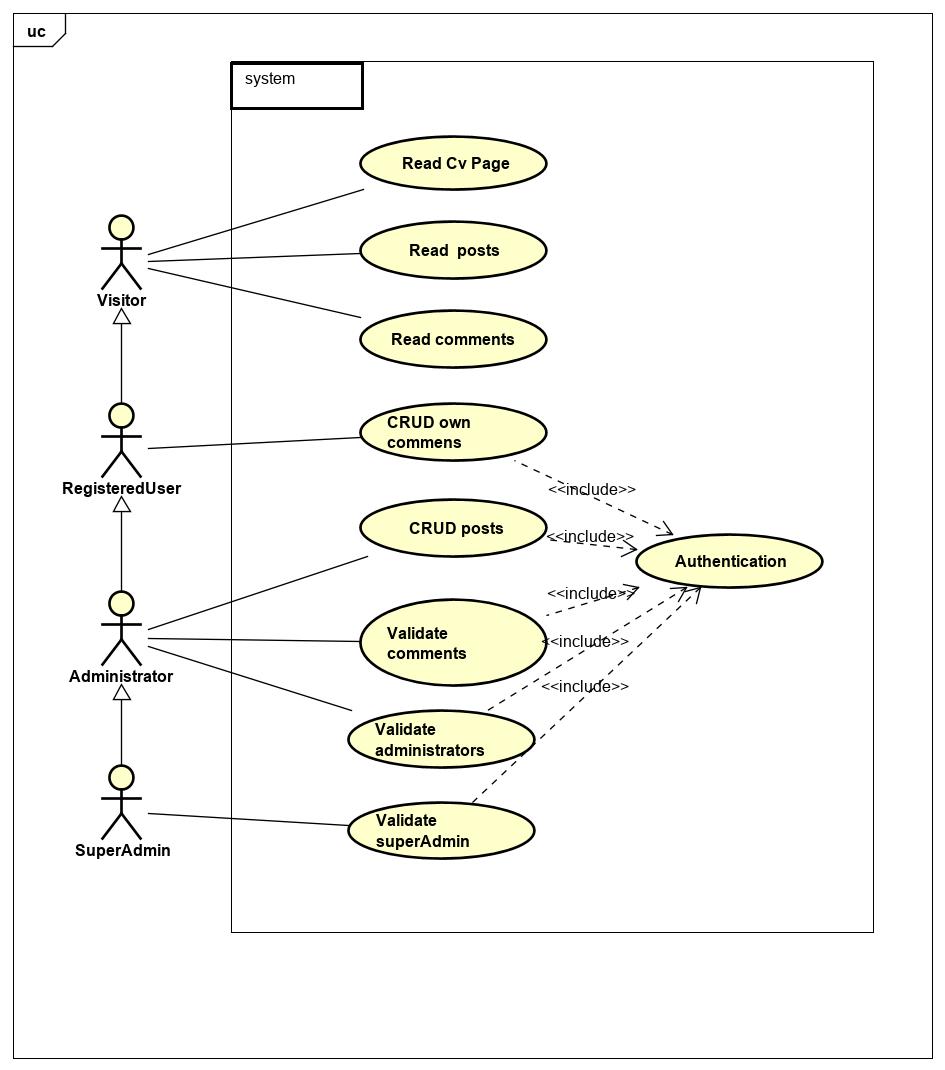 uc
system
Read Cv Page
Read  posts
Visitor
Read comments
CRUD own
commens
RegisteredUser
<<include>>
CRUD posts
<<include>>
Authentication
<<include>>
Validate
comments
<<include>>
Administrator
<<include>>
Validate
administrators
Validate
superAdmin
SuperAdmin